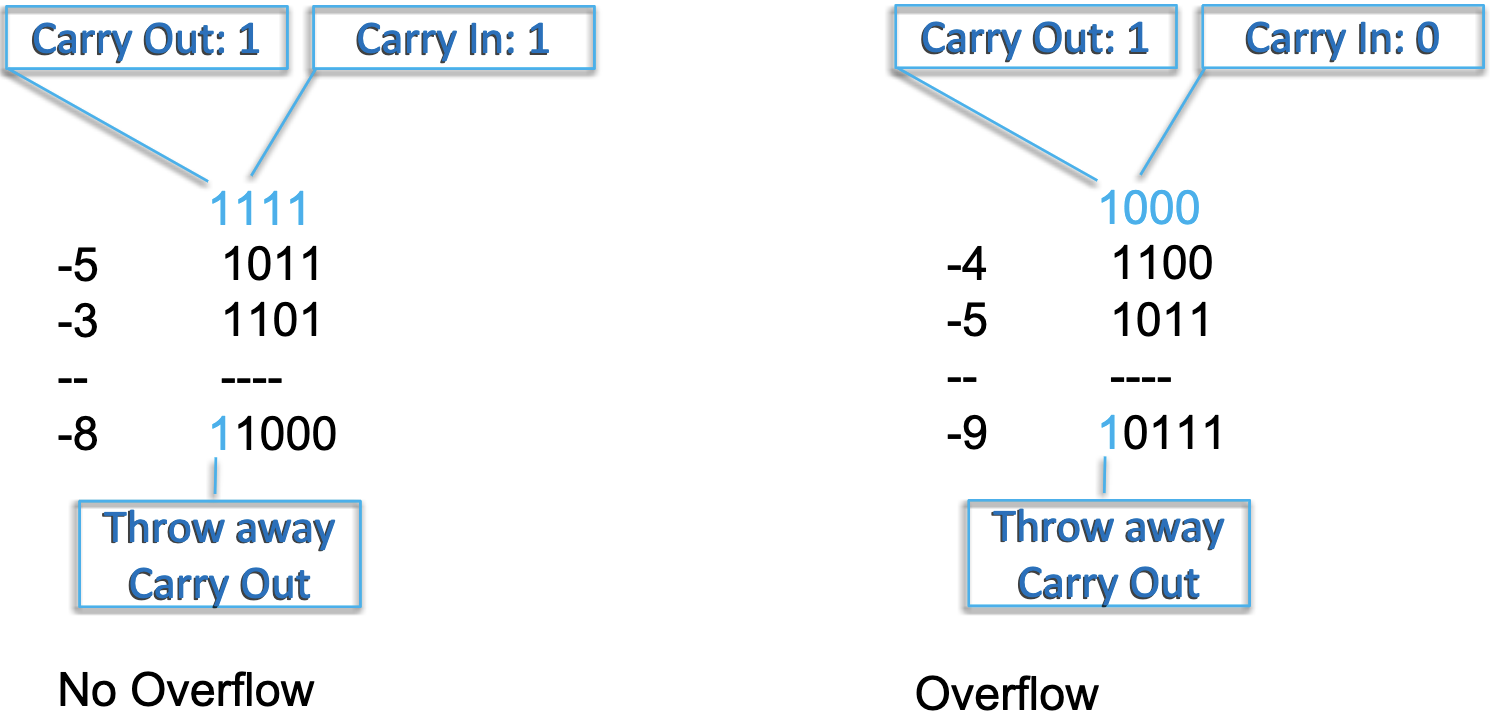 Carry Out: 1 Carry In: 1
1111
-5 1011
-3 1101
-- ----
-8 11000
Throw away
Carry Out
No Overflow
Carry Out: 1 Carry In: 0
1000
-4 1100
-5 1011
-- ----
-9 10111
Throw away
Carry Out
Overflow